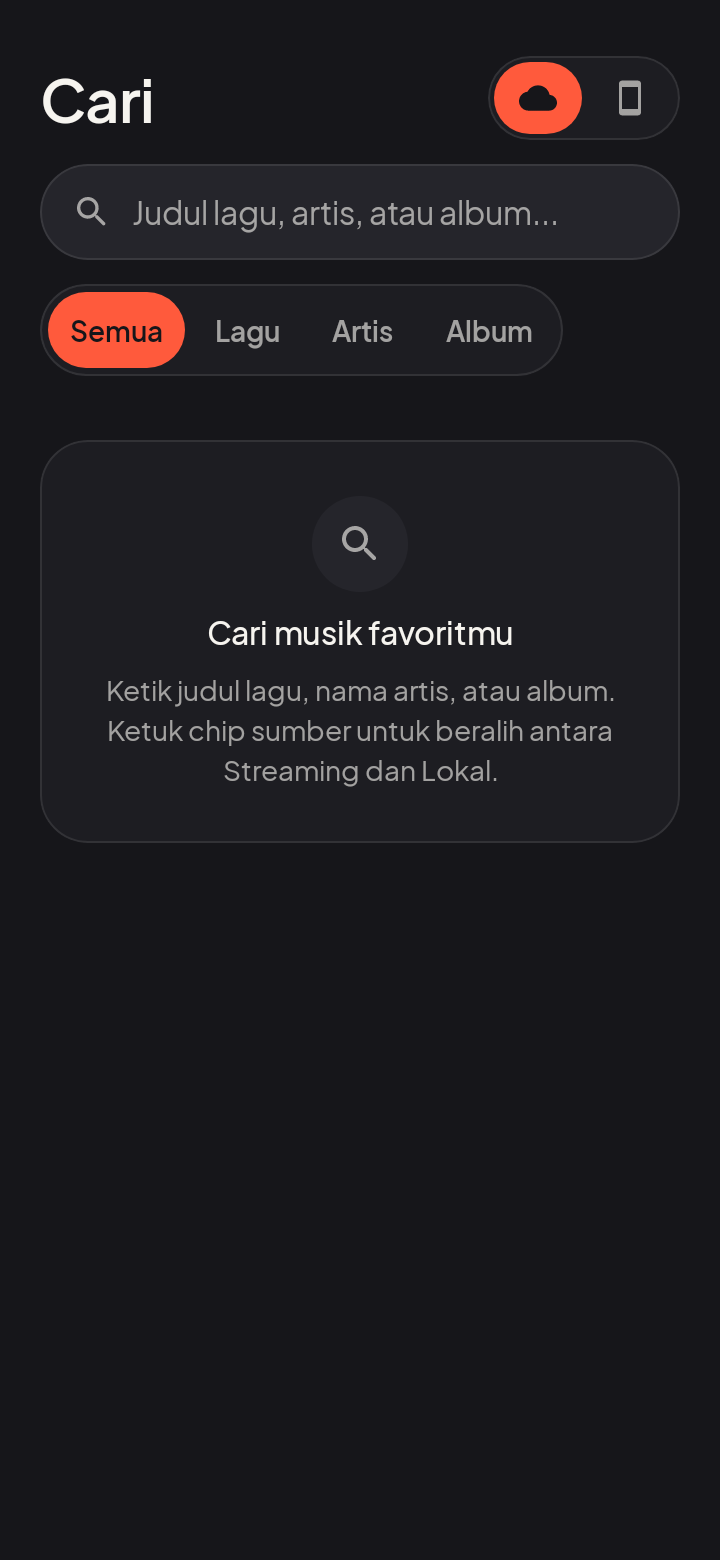 Cari
Judul lagu, artis, atau album...
Semua Lagu Artis Album
Cari musik favoritmu
Ketik judul lagu, nama artis, atau album.
Ketuk chip sumber untuk beralih antara
Streaming dan Lokal.